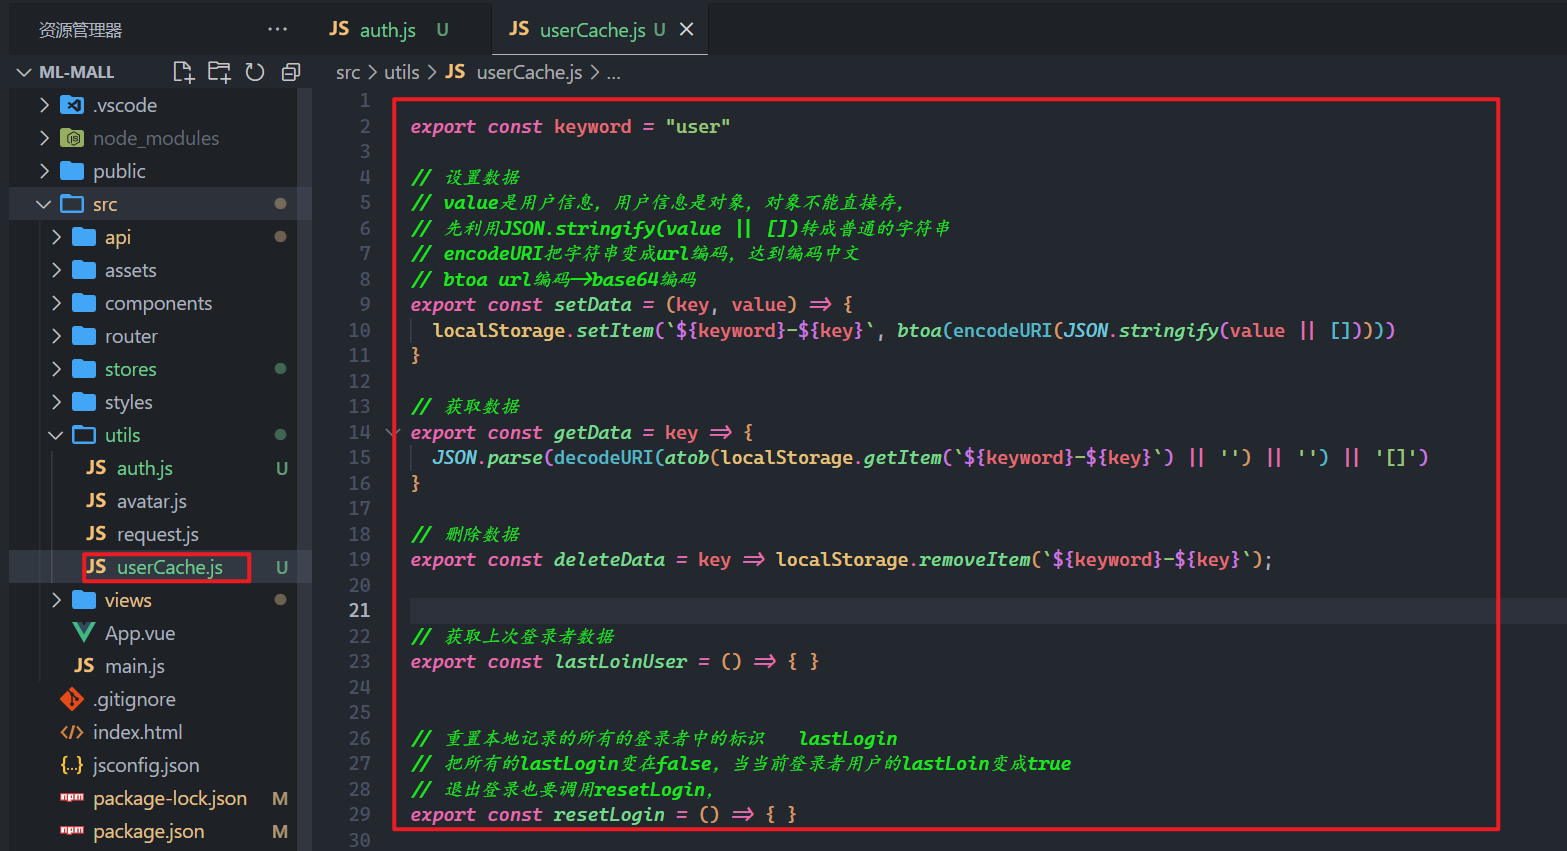 资源管理器 ···
JS auth.js U
JS userCache.js U ×
ML-MALL
src > utils > JS userCache.js > ...
.vscode
node_modules
public
src
api
assets
components
router
stores
styles
utils
JS auth.js U
JS avatar.js
JS request.js
JS userCache.js U
views
App.vue
JS main.js
.gitignore
index.html
{..} jsconfig.json
npm package-lock.json M
npm package.json M
1
2 export const keyword = "user"
3
4 // 设置数据
5 // value是用户信息，用户信息是对象，对象不能直接存，
6 // 先利用JSON.stringify(value || [])转成普通的字符串
7 // encodeURI把字符串变成url编码，达到编码中文
8 // btoa url编码->base64编码
9 export const setData = (key, value) => {
10 localStorage.setItem(`${keyword}-${key}`, btoa(encodeURI(JSON.stringify(value || []))))
11 }
12
13 // 获取数据
14 export const getData = key => {
15 JSON.parse(decodeURI(atob(localStorage.getItem(`${keyword}-${key}`) || '') || '') || '[]')
16 }
17
18 // 删除数据
19 export const deleteData = key => localStorage.removeItem(`${keyword}-${key}`);
20
21
22 // 获取上次登录者数据
23 export const lastLoinUser = () => { }
24
25
26 // 重置本地记录的所有的登录者中的标识 lastLogin
27 // 把所有的lastLogin变在false，当当前登录者用户的lastLoin变成true
28 // 退出登录也要调用resetLogin，
29 export const resetLogin = () => { }
30